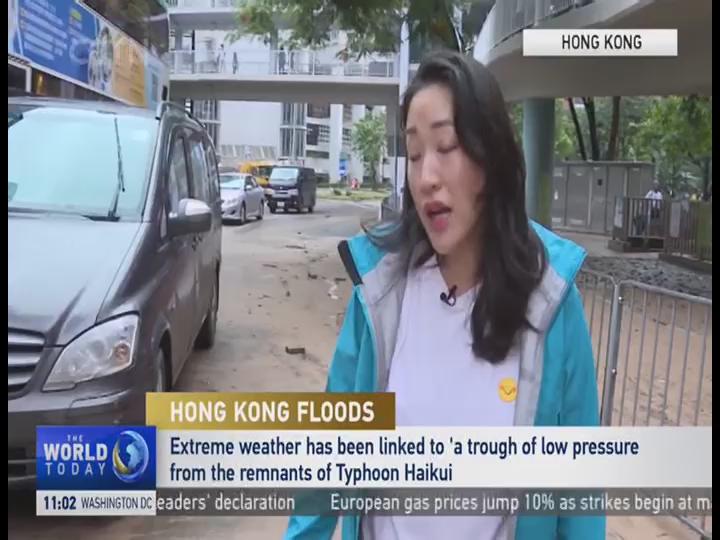 HONG KONG
HONG KONG FLOODS
THE WORLD TODAY
Extreme weather has been linked to 'a trough of low pressure
from the remnants of Typhoon Haikui
11:02 WASHINGTON DC eaders' declaration European gas prices jump 10% as strikes begin at m